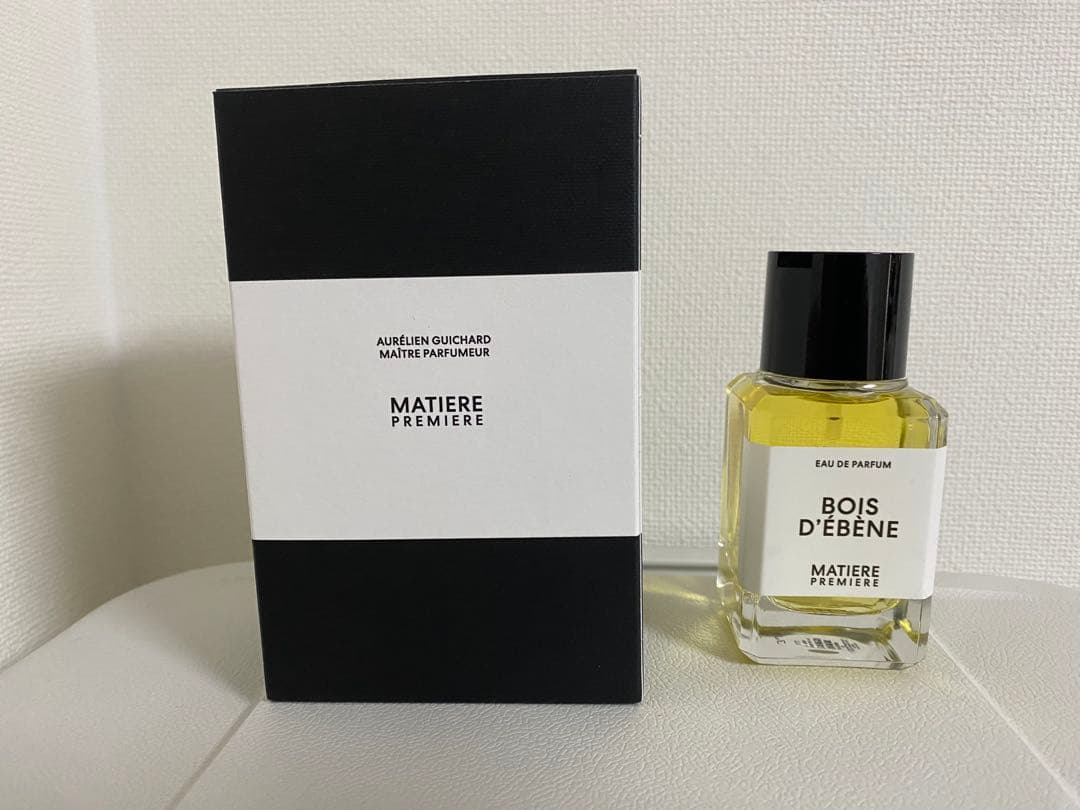 AURÉLIEN GUICHARD
MAÎTRE PARFUMEUR
MATIERE
PREMIERE
EAU DE PARFUM
BOIS
D'ÉBÈNE
MATIERE
PREMIERE